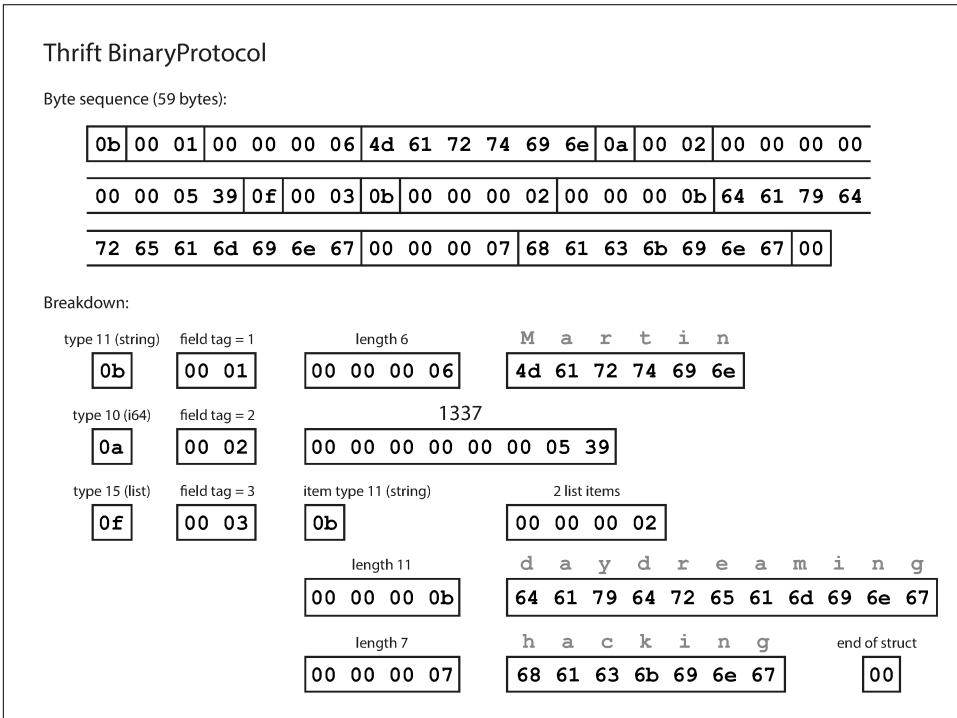 Thrift BinaryProtocol
Byte sequence (59 bytes):
0b 00 01 00 00 00 06 4d 61 72 74 69 6e 0a 00 02 00 00 00 00
00 00 05 39 0f 00 03 0b 00 00 00 02 00 00 00 0b 64 61 79 64
72 65 61 6d 69 6e 67 00 00 00 07 68 61 63 6b 69 6e 67 00
Breakdown:
type 11 (string) field tag = 1 length 6 M a r t i n
0b 00 01 00 00 00 06 4d 61 72 74 69 6e
type 10 (i64) field tag = 2 1337
0a 00 02 00 00 00 00 00 00 05 39
type 15 (list) field tag = 3 item type 11 (string) 2 list items
0f 00 03 0b 00 00 00 02
length 11 d a y d r e a m i n g
00 00 00 0b 64 61 79 64 72 65 61 6d 69 6e 67
length 7 h a c k i n g end of struct
00 00 00 07 68 61 63 6b 69 6e 67 00